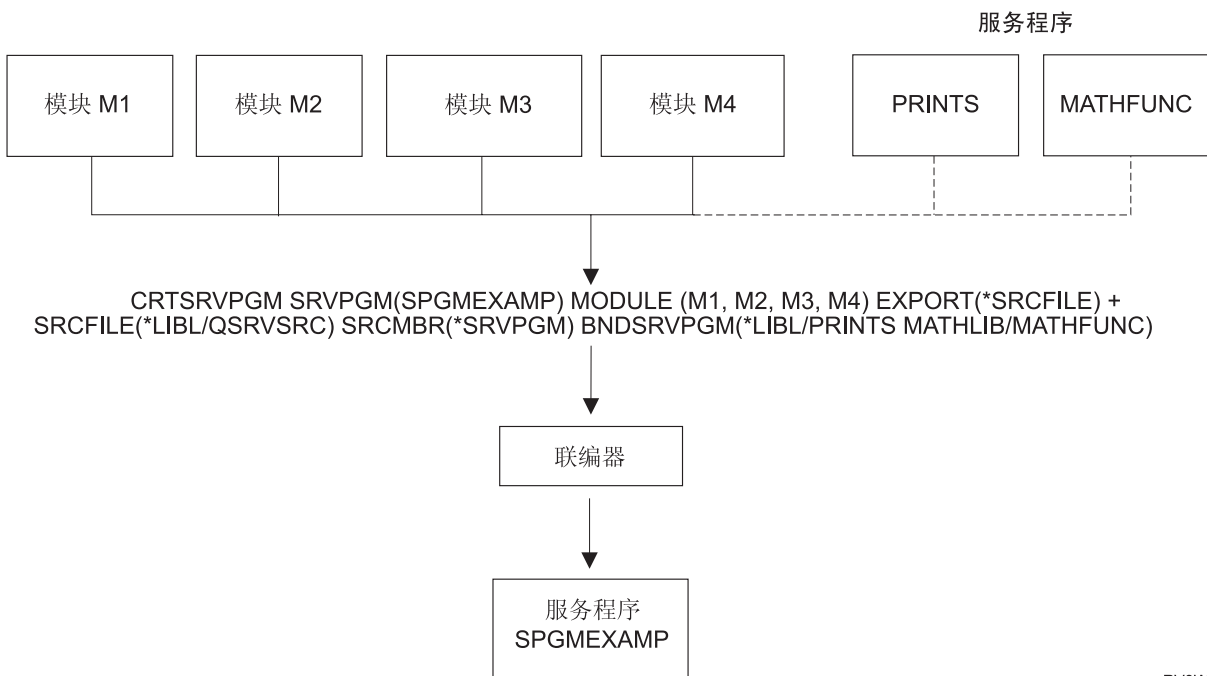 服务程序
模块 M1
模块 M2
模块 M3
模块 M4
PRINTS
MATHFUNC
CRTSRVPGM SRVPGM(SPGMEXAMP) MODULE (M1, M2, M3, M4) EXPORT(*SRCFILE) +
SRCFILE(*LIBL/QSRVSRC) SRCMBR(*SRVPGM) BNDSRVPGM(*LIBL/PRINTS MATHLIB/MATHFUNC)
联编器
服务程序
SPGMEXAMP